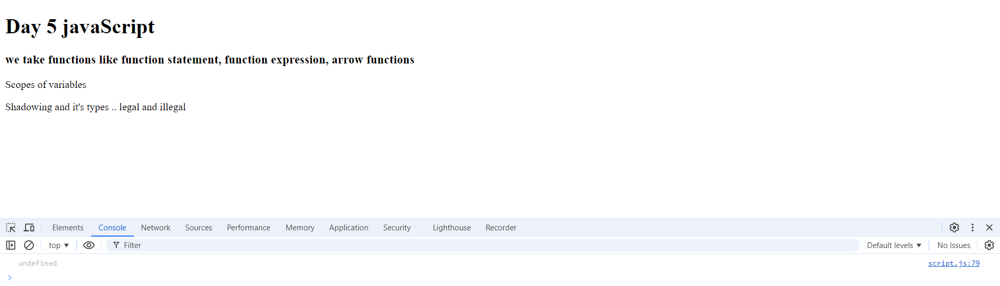 Day 5 javaScript
we take functions like function statement, function expression, arrow functions
Scopes of variables
Shadowing and it's types .. legal and illegal
Elements Console Network Sources Performance Memory Application Security Lighthouse Recorder
top Filter Default levels No Issues
undefined script.js:79